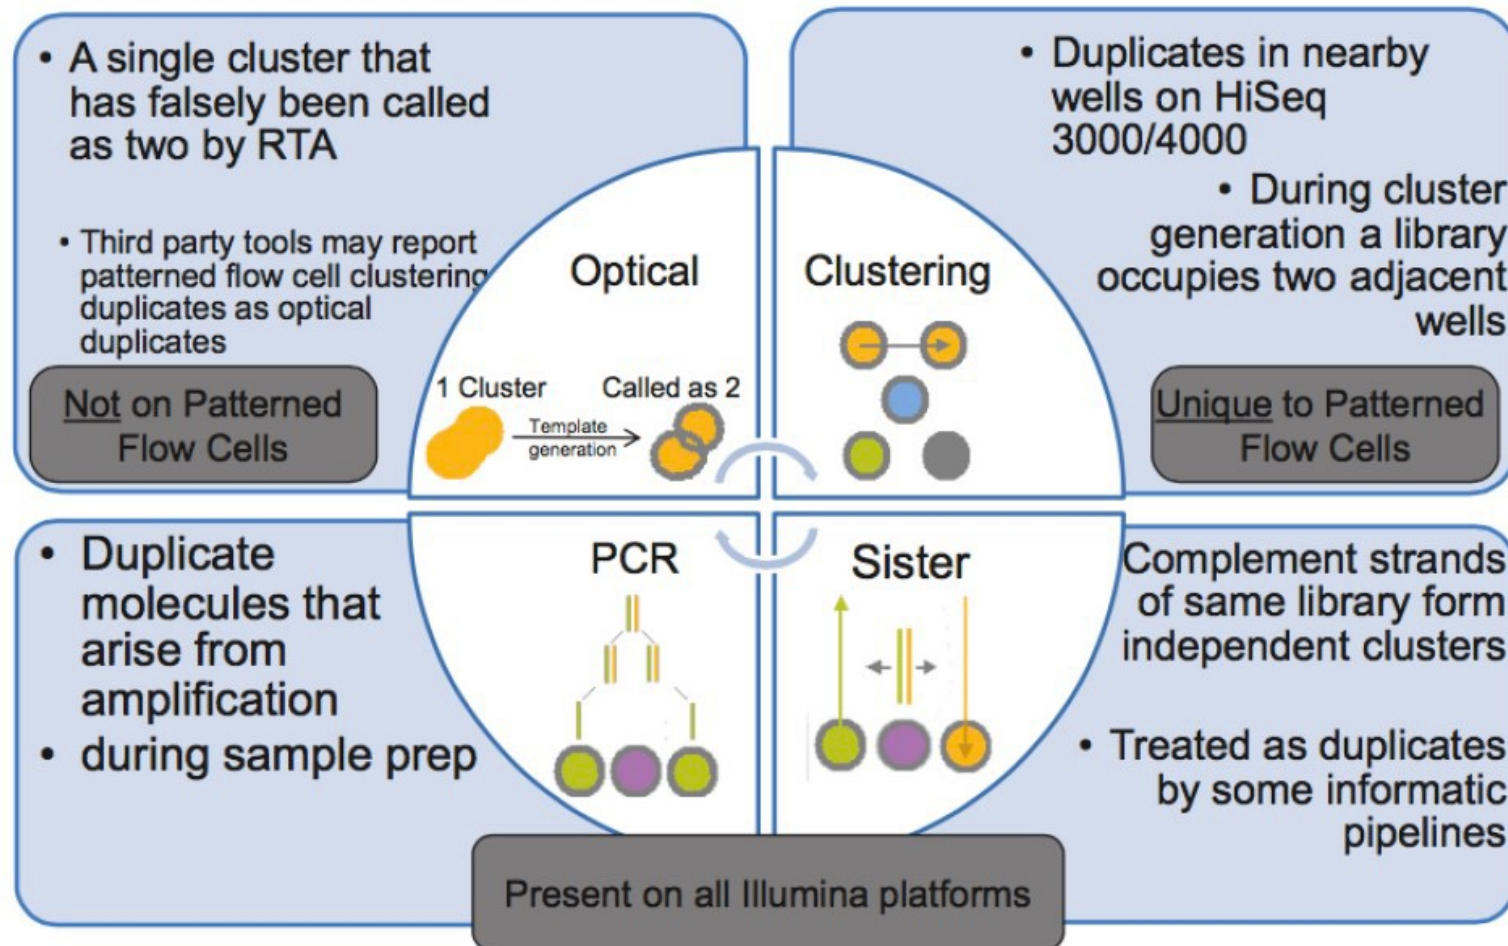 • A single cluster that
has falsely been called
as two by RTA
• Third party tools may report
patterned flow cell clustering
duplicates as optical
duplicates
Not on Patterned
Flow Cells
Optical
1 Cluster
Called as 2
Template
generation
Clustering
• Duplicates in nearby
wells on HiSeq
3000/4000
• During cluster
generation a library
occupies two adjacent
wells
Unique to Patterned
Flow Cells
• Duplicate
molecules that
arise from
amplification
• during sample prep
PCR
Sister
Complement strands
of same library form
independent clusters
• Treated as duplicates
by some informatic
pipelines
Present on all Illumina platforms